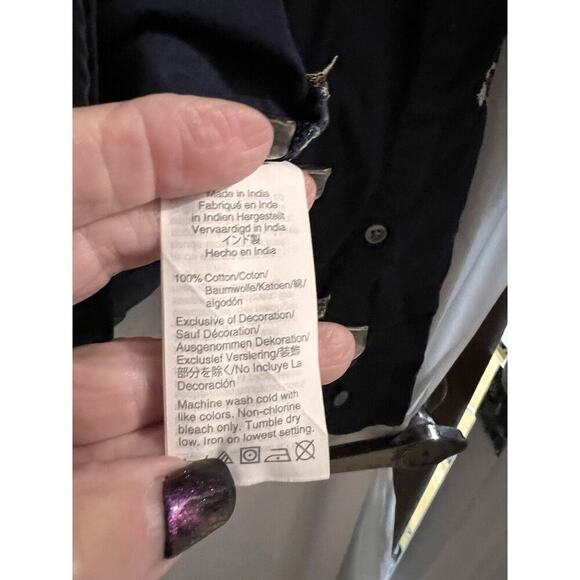 Made in India
Fabriqué en Inde
in Indien Hergestellt
Vervaardigd in India
インド製
Hecho en India
100% Cotton/Coton/
Baumwolle/Katoen/綿/
algodón
Exclusive of Decoration/
Sauf Décoration/
Ausgenommen Dekoration/
Exclusief Versiering/装飾
部分を除く/No Incluye La
Decoración
Machine wash cold with
like colors. Non-chlorine
bleach only. Tumble dry
low. Iron on lowest setting.